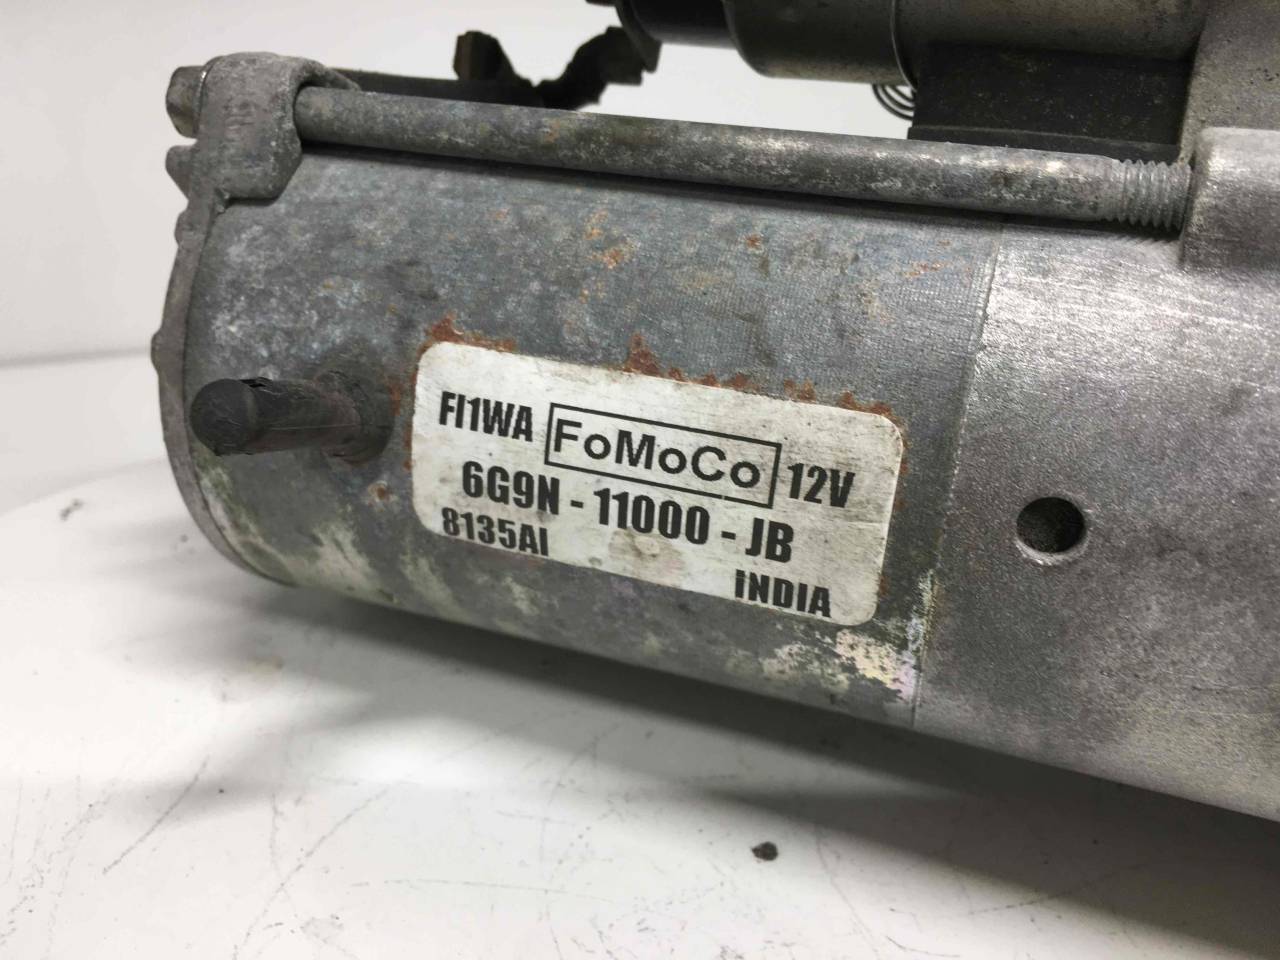 FI1WA FoMoCo 12V
6G9N - 11000 - JB
8135AI
INDIA